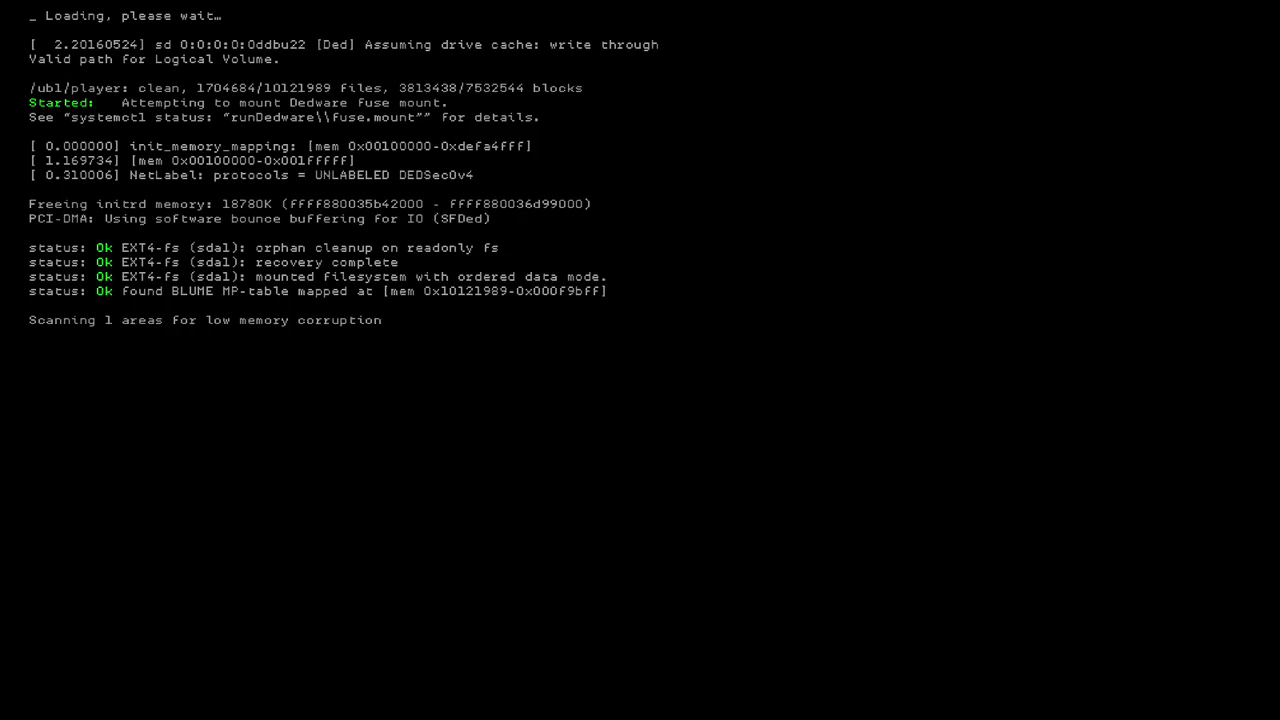 _ Loading, please wait…
[  2.20160524] sd 0:0:0:0:0ddbu22 [Ded] Assuming drive cache: write through
Valid path for Logical Volume.
/ubl/player: clean, 1704684/10121989 files, 3813438/7532544 blocks
Started:   Attempting to mount Dedware Fuse mount.
See “systemctl status: “runDedware\\fuse.mount”” for details.
[ 0.000000] init_memory_mapping: [mem 0x00100000-0xdefa4fff]
[ 1.169734] [mem 0x00100000-0x001fffff]
[ 0.310006] NetLabel: protocols = UNLABELED DEDSecOv4
Freeing initrd memory: 18780K (ffff880035b42000 - ffff880036d99000)
PCI-DMA: Using software bounce buffering for IO (SFDed)
status: Ok EXT4-fs (sda1): orphan cleanup on readonly fs
status: Ok EXT4-fs (sda1): recovery complete
status: Ok EXT4-fs (sda1): mounted filesystem with ordered data mode.
status: Ok found BLUME MP-table mapped at [mem 0x10121989-0x000f9bff]
Scanning 1 areas for low memory corruption